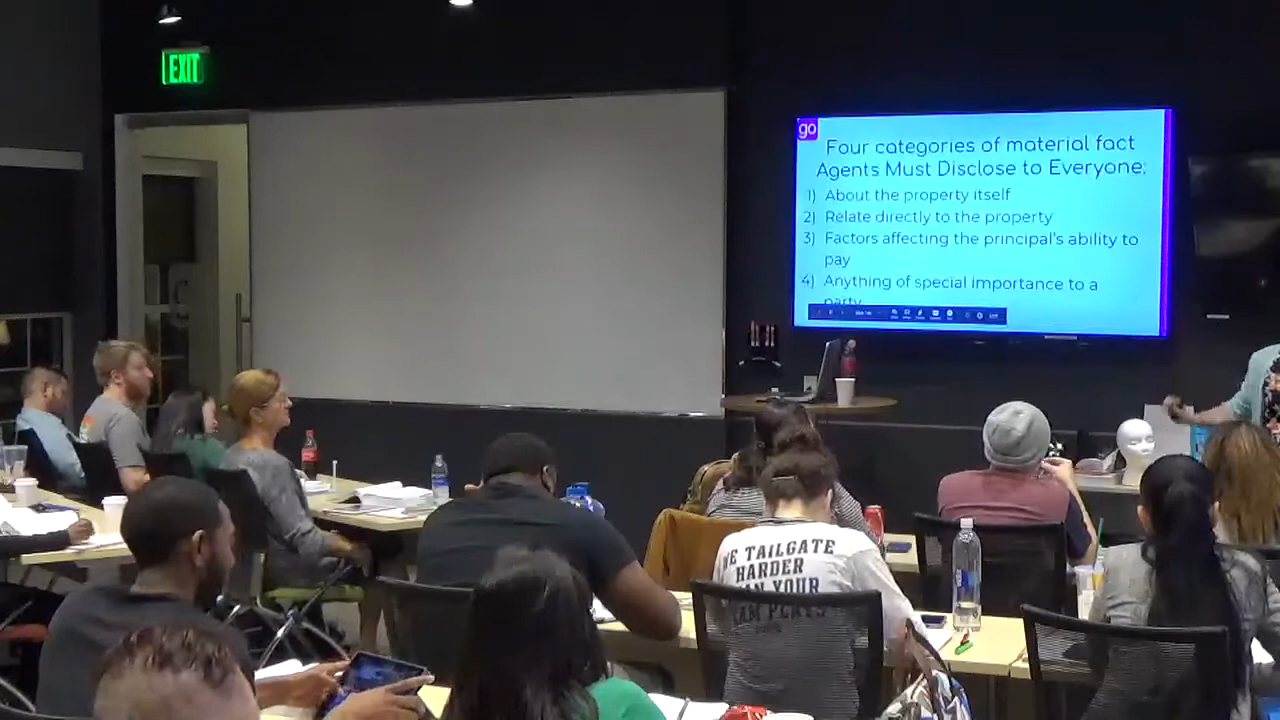 EXIT
go
Four categories of material fact
Agents Must Disclose to Everyone:
1) About the property itself
2) Relate directly to the property
3) Factors affecting the principal's ability to
pay
4) Anything of special importance to a
party
TAILGATE
HARDER
YOUR